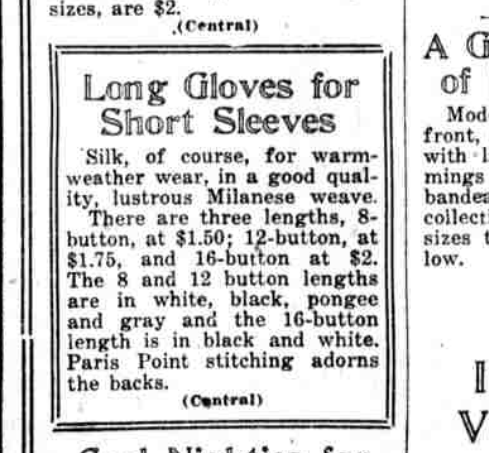 sizes, are $2.
(Central)
Long Gloves for
Short Sleeves
Silk, of course, for warm-
weather wear, in a good qual-
ity, lustrous Milanese weave.
There are three lengths, 8-
button, at $1.50; 12-button, at
$1.75, and 16-button at $2.
The 8 and 12 button lengths
are in white, black, pongee
and gray and the 16-button
length is in black and white.
Paris Point stitching adorns
the backs.
(Central)
A
of
front,
with
mings
sizes
low.